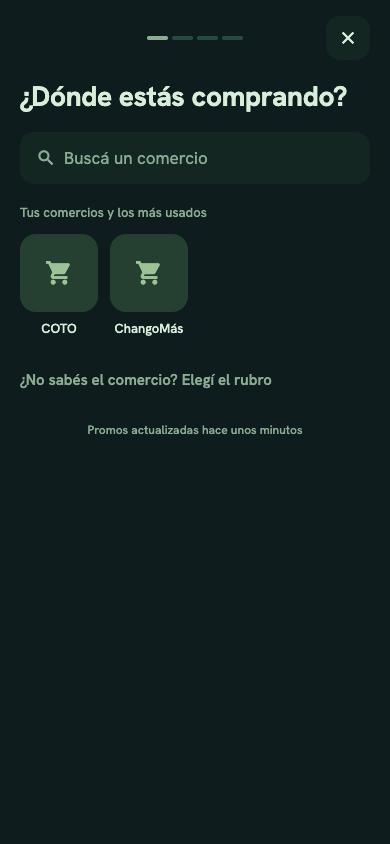 ¿Dónde estás comprando?
Buscá un comercio
Tus comercios y los más usados
COTO
ChangoMás
¿No sabés el comercio? Elegí el rubro
Promos actualizadas hace unos minutos